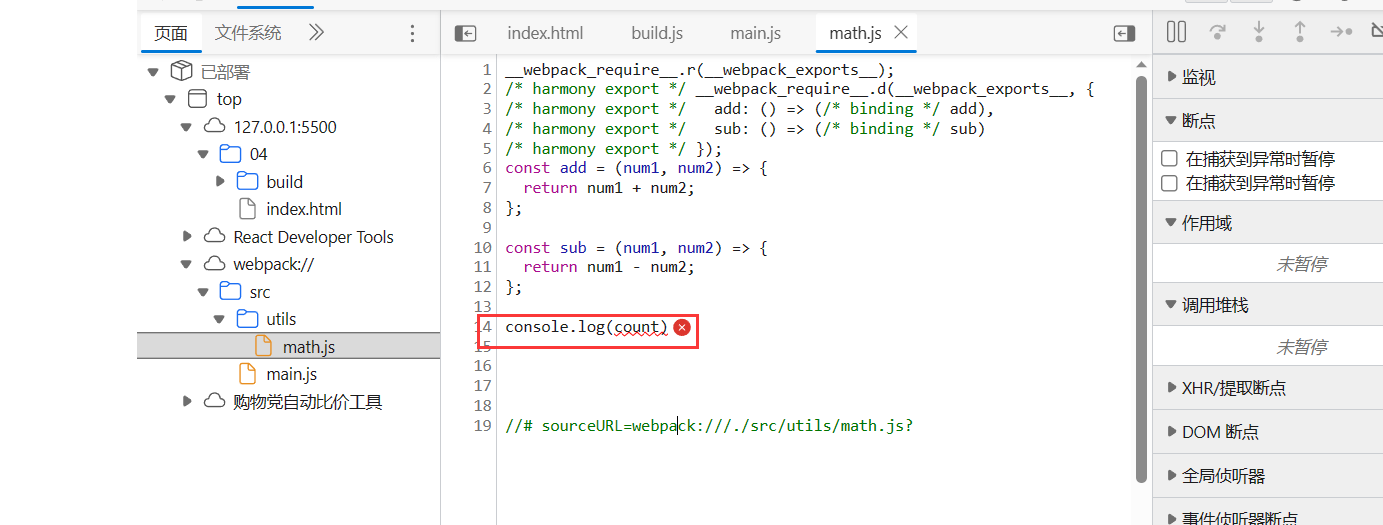 页面
文件系统
已部署
top
127.0.0.1:5500
04
build
index.html
React Developer Tools
webpack://
src
utils
math.js
main.js
购物党自动比价工具
index.html
build.js
main.js
math.js
1 __webpack_require__.r(__webpack_exports__);
2 /* harmony export */ __webpack_require__.d(__webpack_exports__, {
3 /* harmony export */   add: () => (/* binding */ add),
4 /* harmony export */   sub: () => (/* binding */ sub)
5 /* harmony export */ });
6 const add = (num1, num2) => {
7   return num1 + num2;
8 };
9
10 const sub = (num1, num2) => {
11   return num1 - num2;
12 };
13
14 console.log(count)
15
16
17
18
19 //# sourceURL=webpack:///./src/utils/math.js?
监视
断点
在捕获到异常时暂停
在捕获到异常时暂停
作用域
未暂停
调用堆栈
未暂停
XHR/提取断点
DOM 断点
全局侦听器
事件侦听器断点